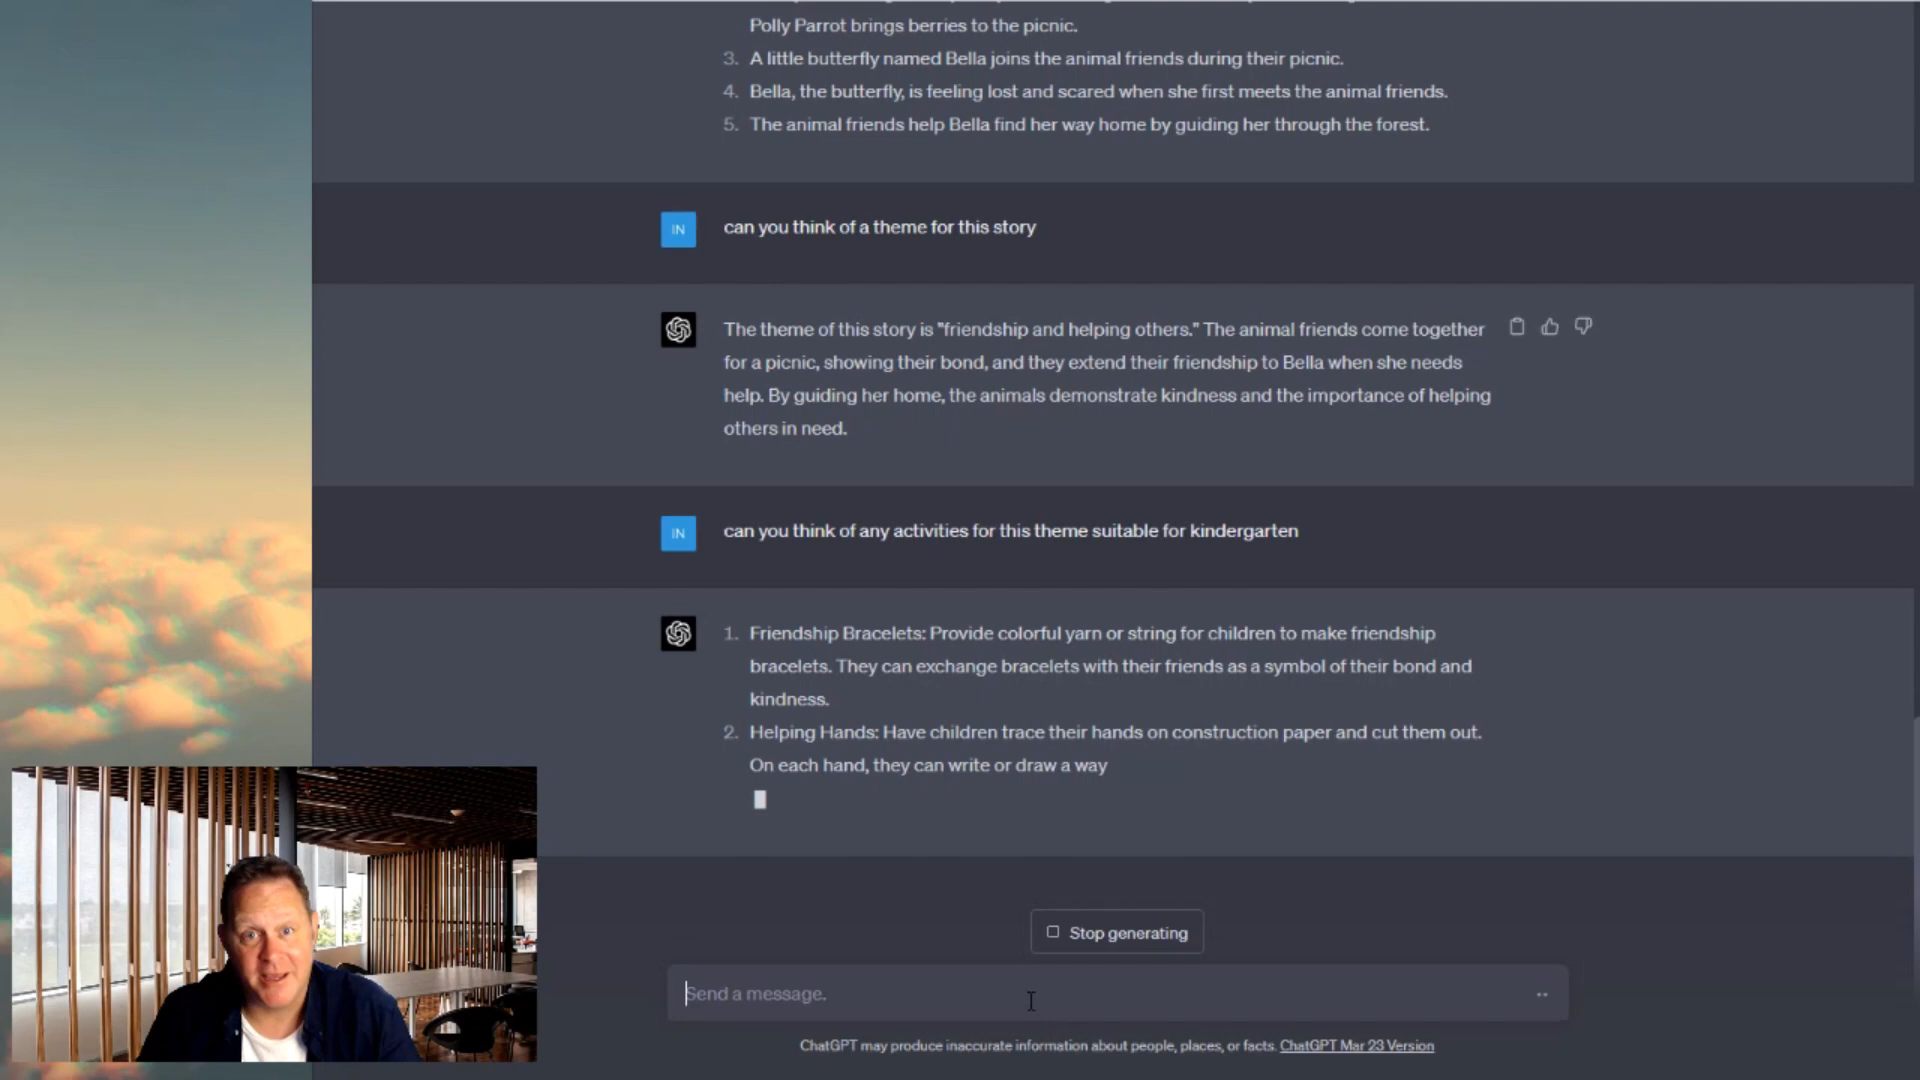 Polly Parrot brings berries to the picnic.
3. A little butterfly named Bella joins the animal friends during their picnic.
4. Bella, the butterfly, is feeling lost and scared when she first meets the animal friends.
5. The animal friends help Bella find her way home by guiding her through the forest.
IN can you think of a theme for this story
The theme of this story is "friendship and helping others." The animal friends come together
for a picnic, showing their bond, and they extend their friendship to Bella when she needs
help. By guiding her home, the animals demonstrate kindness and the importance of helping
others in need.
IN can you think of any activities for this theme suitable for kindergarten
1. Friendship Bracelets: Provide colorful yarn or string for children to make friendship
bracelets. They can exchange bracelets with their friends as a symbol of their bond and
kindness.
2. Helping Hands: Have children trace their hands on construction paper and cut them out.
On each hand, they can write or draw a way
Stop generating
Send a message.
ChatGPT may produce inaccurate information about people, places, or facts. ChatGPT Mar 23 Version